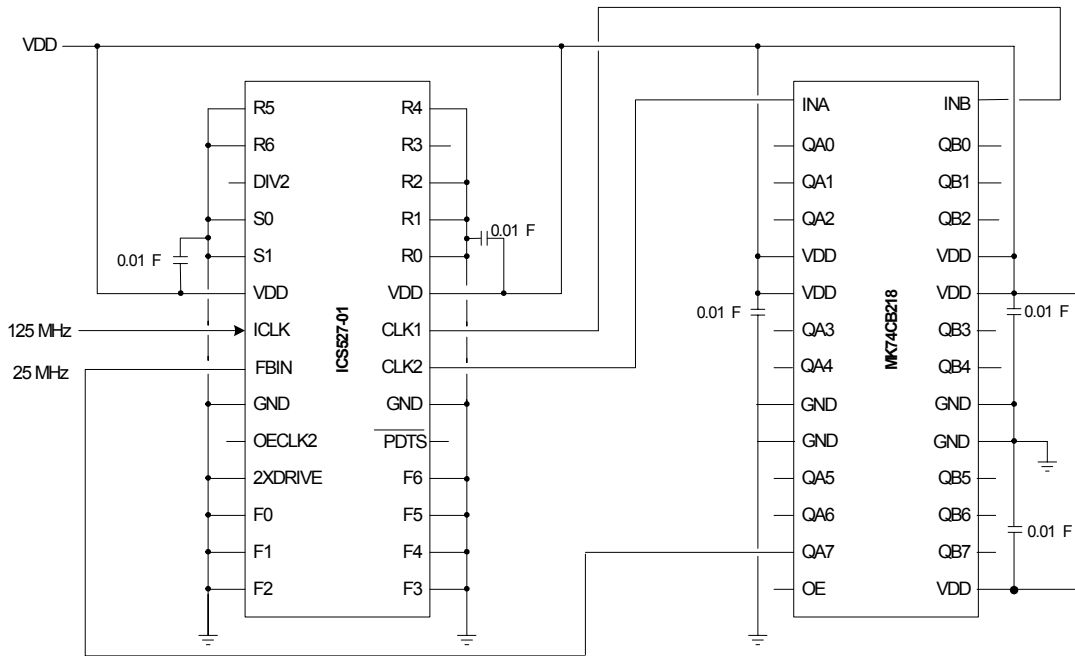 VDD
R5
R6
DIV2
S0
S1
VDD
ICLK
FBIN
GND
OECLK2
2XDRIVE
F0
F1
F2
ICS527-01
R4
R3
R2
R1
R0
VDD
CLK1
CLK2
GND
PDTS
F6
F5
F4
F3
0.01 F
0.01 F
125 MHz
25 MHz
INA
QA0
QA1
QA2
VDD
VDD
QA3
QA4
GND
GND
QA5
QA6
QA7
OE
MK74CB218
INB
QB0
QB1
QB2
VDD
VDD
QB3
QB4
GND
GND
QB5
QB6
QB7
VDD
0.01 F
0.01 F
0.01 F